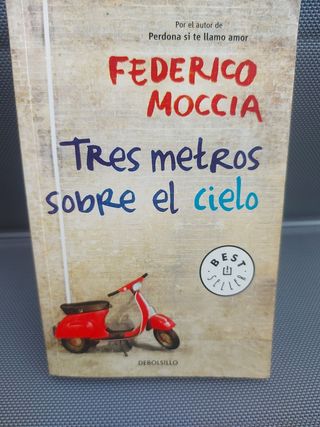 Por el autor de
Perdona si te llamo amor
FEDERICO
MOCCIA
Tres metros
sobre el cielo
BEST
SELLER
DEBOLSILLO